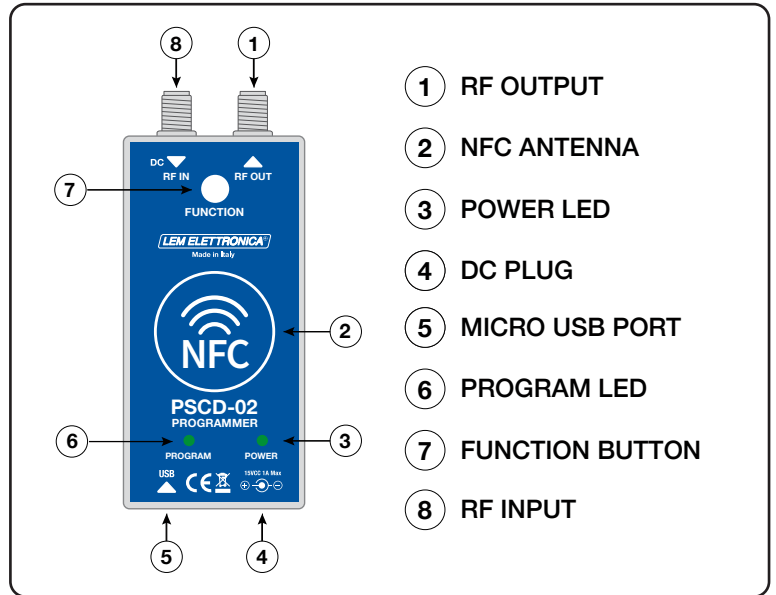 8 1
DC RF IN RF OUT
7
FUNCTION
LEM ELETTRONICA®
Made in Italy
2
NFC
PSCD-02
PROGRAMMER
6 3
PROGRAM POWER
USB CE 15VCC 1A Max
+ -
5 4
1 RF OUTPUT
2 NFC ANTENNA
3 POWER LED
4 DC PLUG
5 MICRO USB PORT
6 PROGRAM LED
7 FUNCTION BUTTON
8 RF INPUT